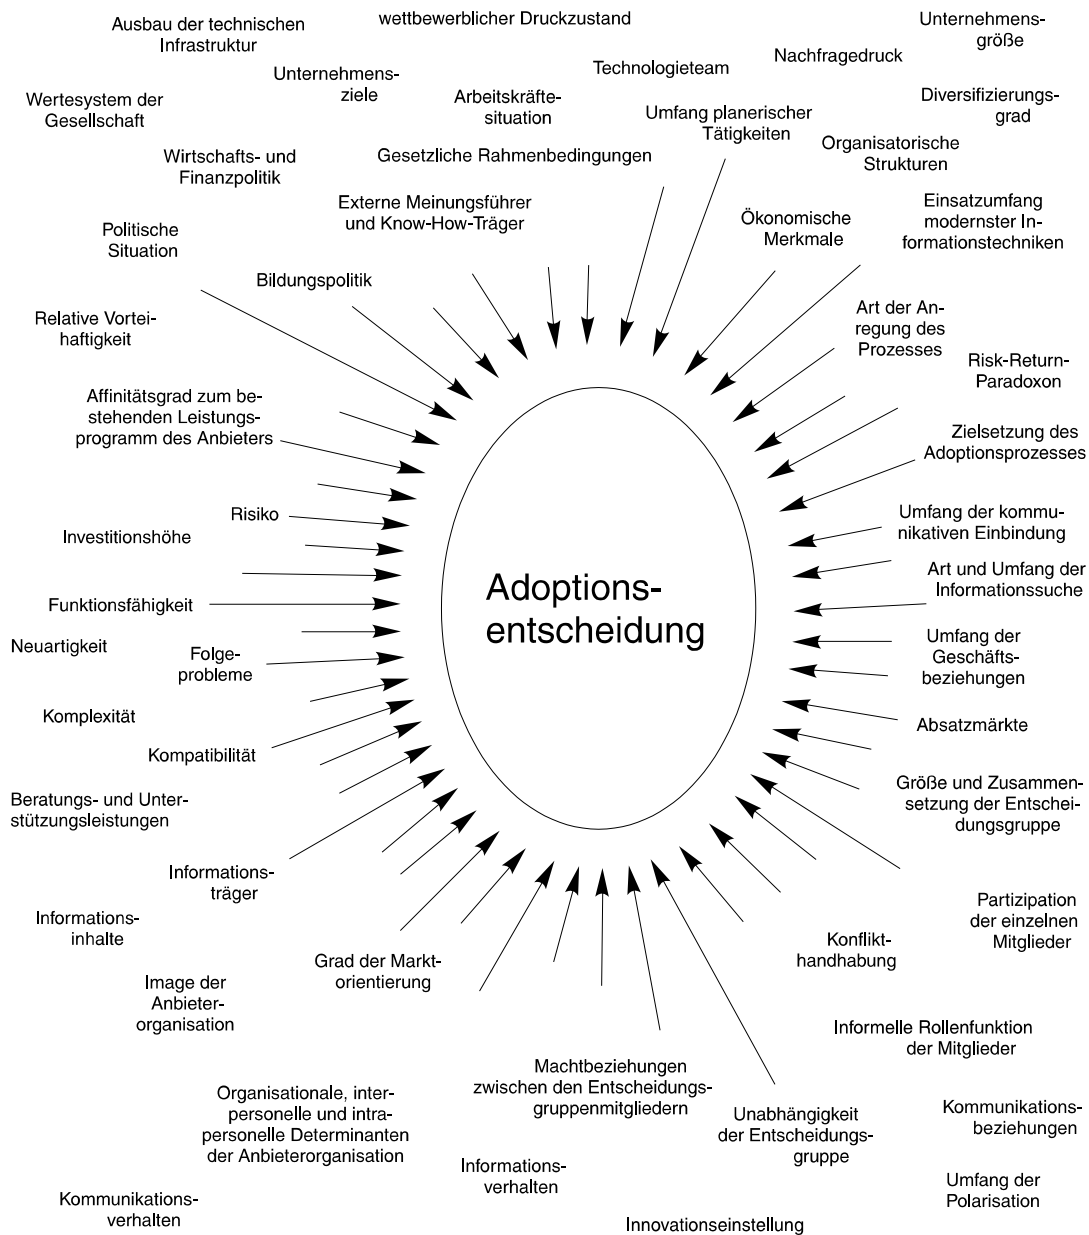 Ausbau der technischen
Infrastruktur
wettbewerblicher Druckzustand
Unternehmens-
größe
Nachfragedruck
Technologieteam
Unternehmens-
ziele
Arbeitskräfte-
situation
Wertesystem der
Gesellschaft
Diversifizierungs-
grad
Umfang planerischer
Tätigkeiten
Organisatorische
Strukturen
Wirtschafts- und
Finanzpolitik
Gesetzliche Rahmenbedingungen
Externe Meinungsführer
und Know-How-Träger
Einsatzumfang
modernster In-
formationstechniken
Ökonomische
Merkmale
Politische
Situation
Bildungspolitik
Relative Vortei-
haftigkeit
Art der An-
regung des
Prozesses
Risk-Return-
Paradoxon
Affinitätsgrad zum be-
stehenden Leistungs-
programm des Anbieters
Zielsetzung des
Adoptionsprozesses
Risiko
Investitionshöhe
Umfang der kommu-
nikativen Einbindung
Adoptions-
entscheidung
Art und Umfang der
Informationssuche
Funktionsfähigkeit
Neuartigkeit
Folge-
probleme
Umfang der
Geschäfts-
beziehungen
Komplexität
Absatzmärkte
Kompatibilität
Beratungs- und Unter-
stützungsleistungen
Größe und Zusammen-
setzung der Entschei-
dungsgruppe
Informations-
träger
Partizipation
der einzelnen
Mitglieder
Informations-
inhalte
Konflikt-
handhabung
Grad der Markt-
orientierung
Image der
Anbieter-
organisation
Informelle Rollenfunktion
der Mitglieder
Machtbeziehungen
zwischen den Entscheidungs-
gruppenmitgliedern
Organisationale, inter-
personelle und intra-
personelle Determinanten
der Anbieterorganisation
Unabhängigkeit
der Entscheidungs-
gruppe
Kommunikations-
beziehungen
Informations-
verhalten
Umfang der
Polarisation
Kommunikations-
verhalten
Innovationseinstellung